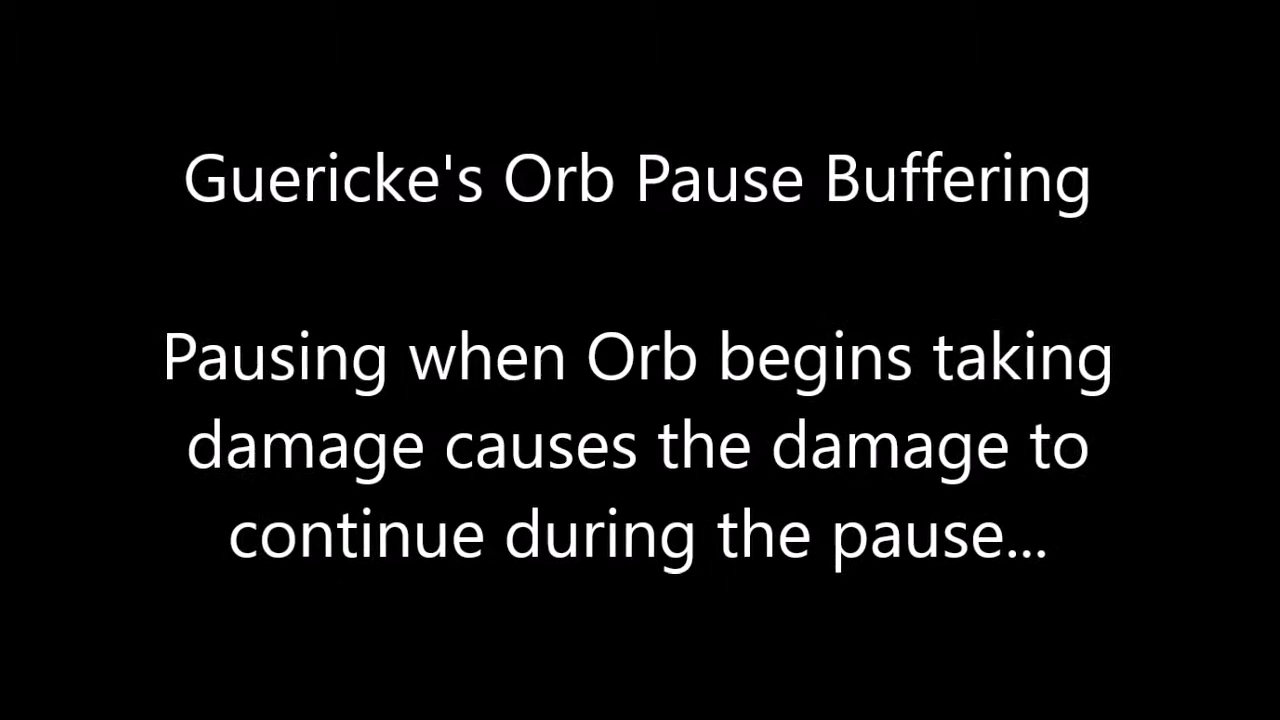 Guericke's Orb Pause Buffering
Pausing when Orb begins taking
damage causes the damage to
continue during the pause...